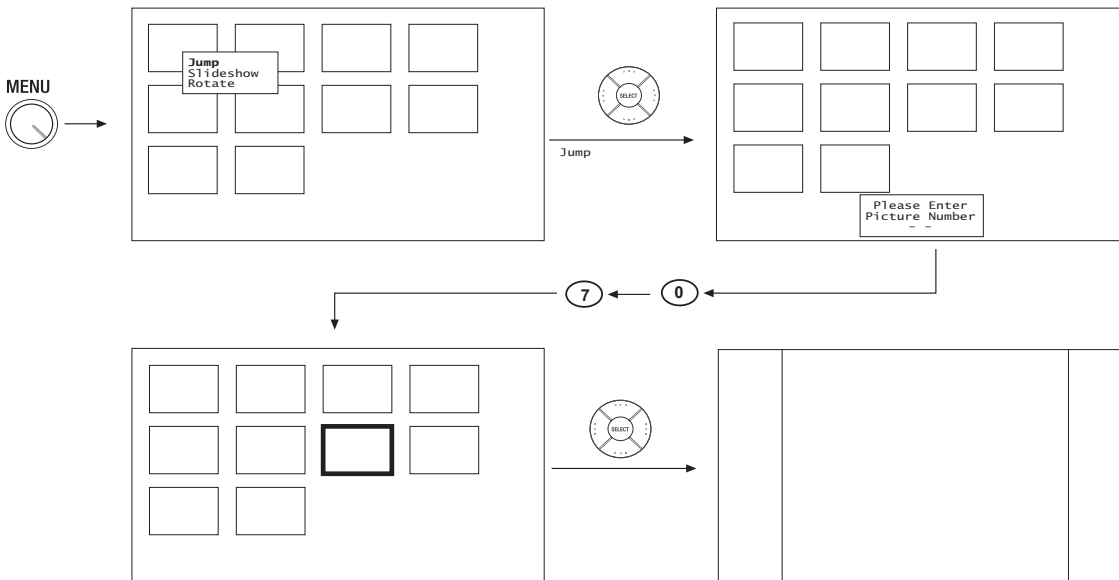 MENU
Jump
Slideshow
Rotate
SELECT
Jump
Please Enter
Picture Number
- -
7
0
SELECT